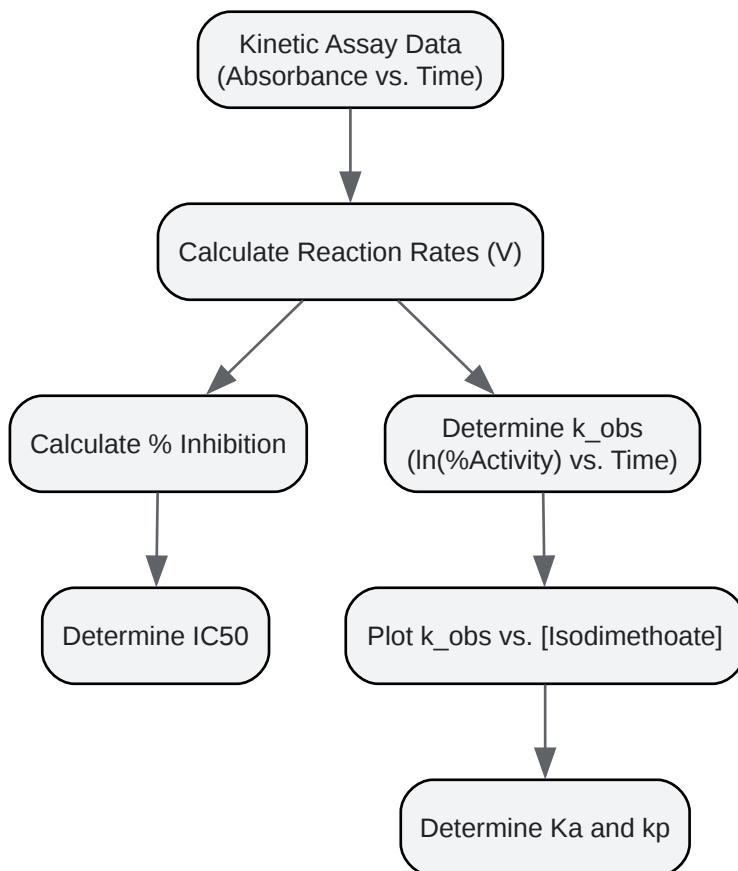 Kinetic Assay Data
(Absorbance vs. Time)
Calculate Reaction Rates (V)
Calculate % Inhibition
Determine k_obs
(ln(%Activity) vs. Time)
Determine IC50
Plot k_obs vs. [Isodimethoate]
Determine Ka and kp